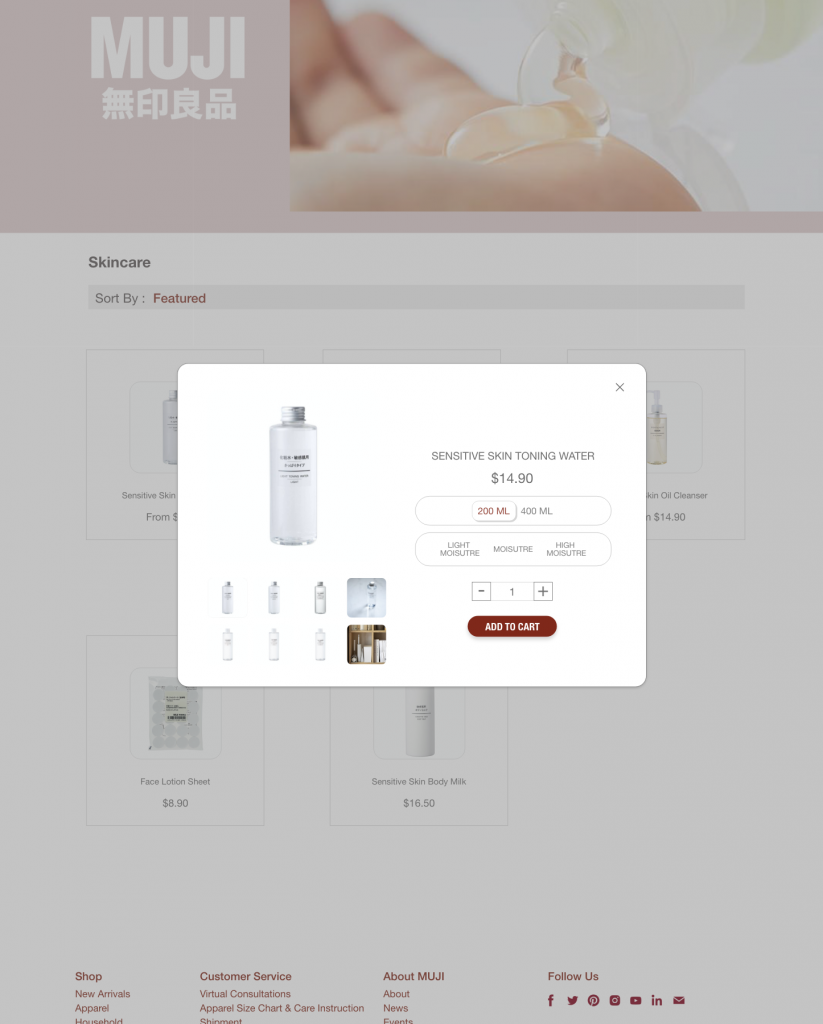 MUJI
無印良品
Skincare
Sort By : Featured
SENSITIVE SKIN TONING WATER
$14.90
200 ML 400 ML
LIGHT MOISUTRE
MOISUTRE
HIGH MOISUTRE
- 1 +
ADD TO CART
Sensitive Skin
From $
kin Oil Cleanser
$14.90
Face Lotion Sheet
$8.90
Sensitive Skin Body Milk
$16.50
Shop
New Arrivals
Apparel
Household
Customer Service
Virtual Consultations
Apparel Size Chart & Care Instruction
Shipment
About MUJI
About
News
Events
Follow Us